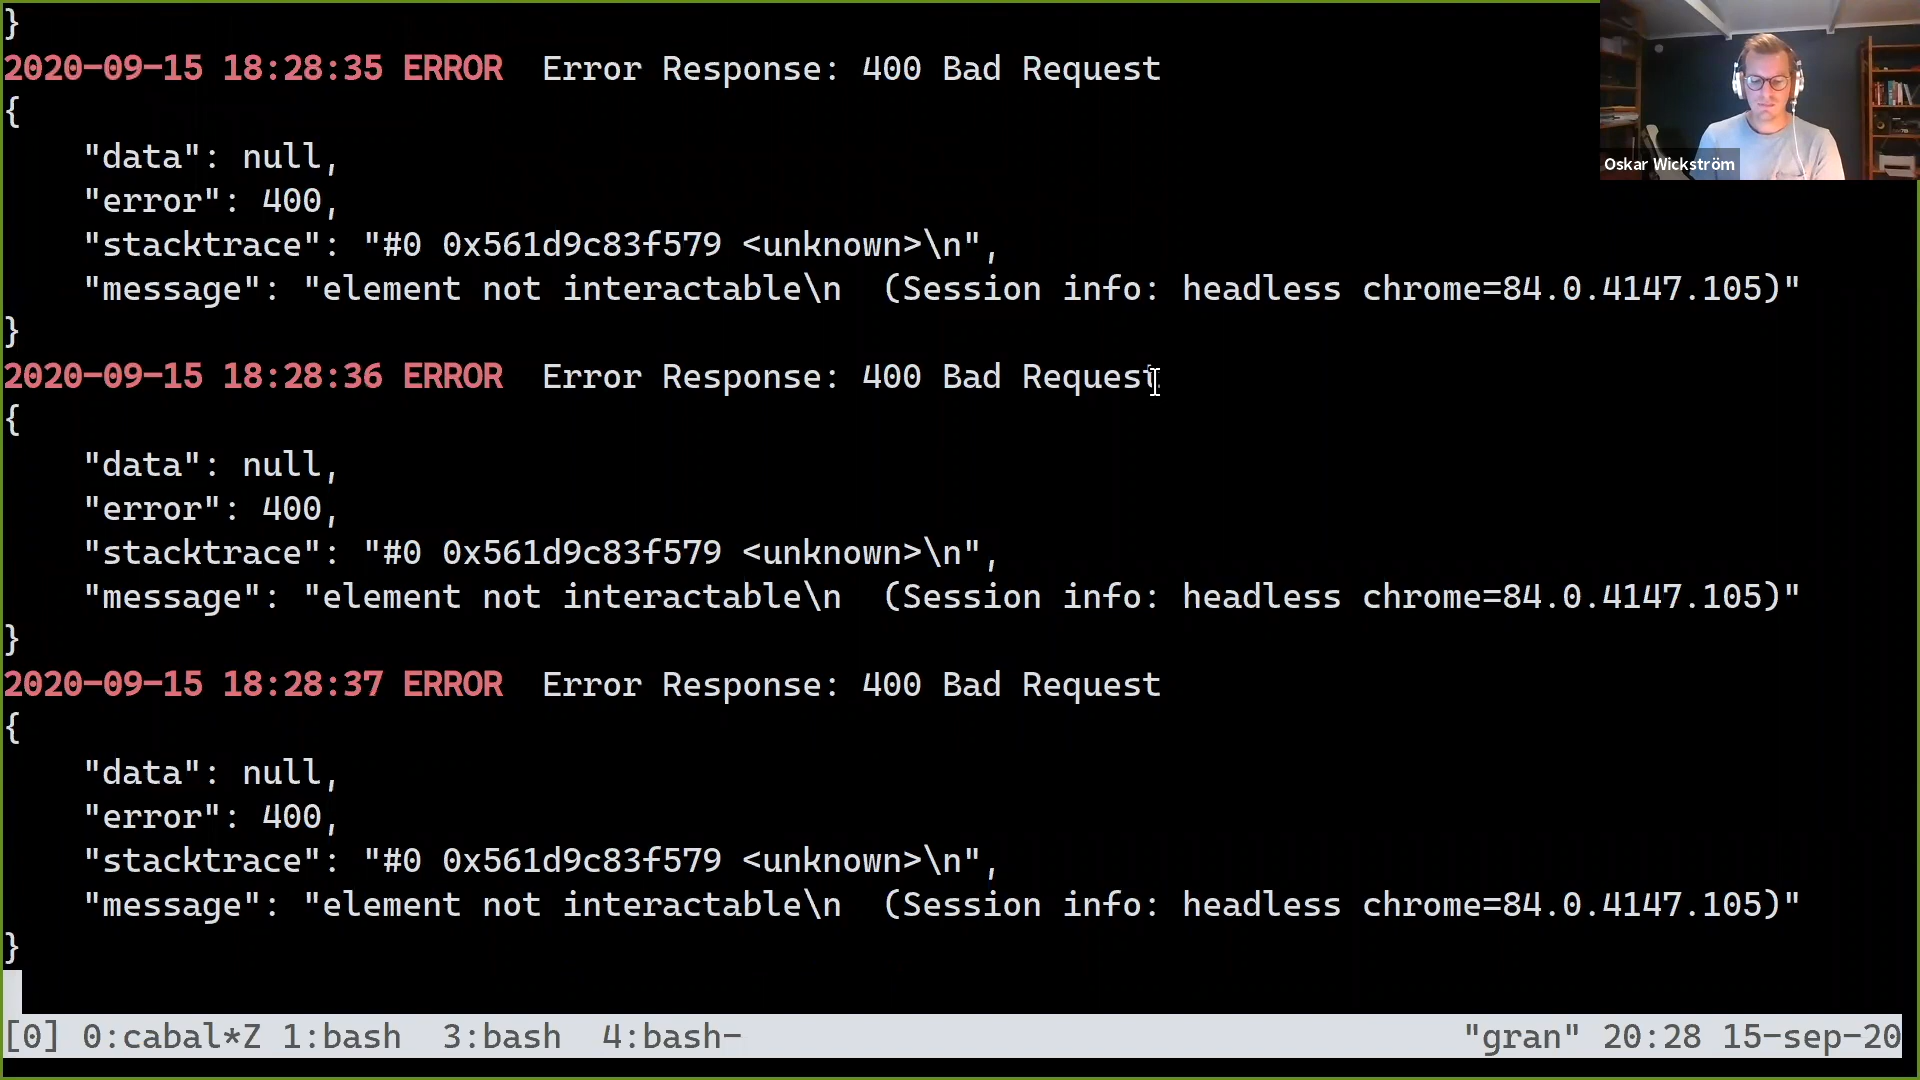 }
2020-09-15 18:28:35 ERROR  Error Response: 400 Bad Request
{
    "data": null,
    "error": 400,
    "stacktrace": "#0 0x561d9c83f579 <unknown>\n",
    "message": "element not interactable\n  (Session info: headless chrome=84.0.4147.105)"
}
2020-09-15 18:28:36 ERROR  Error Response: 400 Bad Request
{
    "data": null,
    "error": 400,
    "stacktrace": "#0 0x561d9c83f579 <unknown>\n",
    "message": "element not interactable\n  (Session info: headless chrome=84.0.4147.105)"
}
2020-09-15 18:28:37 ERROR  Error Response: 400 Bad Request
{
    "data": null,
    "error": 400,
    "stacktrace": "#0 0x561d9c83f579 <unknown>\n",
    "message": "element not interactable\n  (Session info: headless chrome=84.0.4147.105)"
}
[0] 0:cabal*Z 1:bash  3:bash  4:bash- "gran" 20:28 15-sep-20
Oskar Wickström